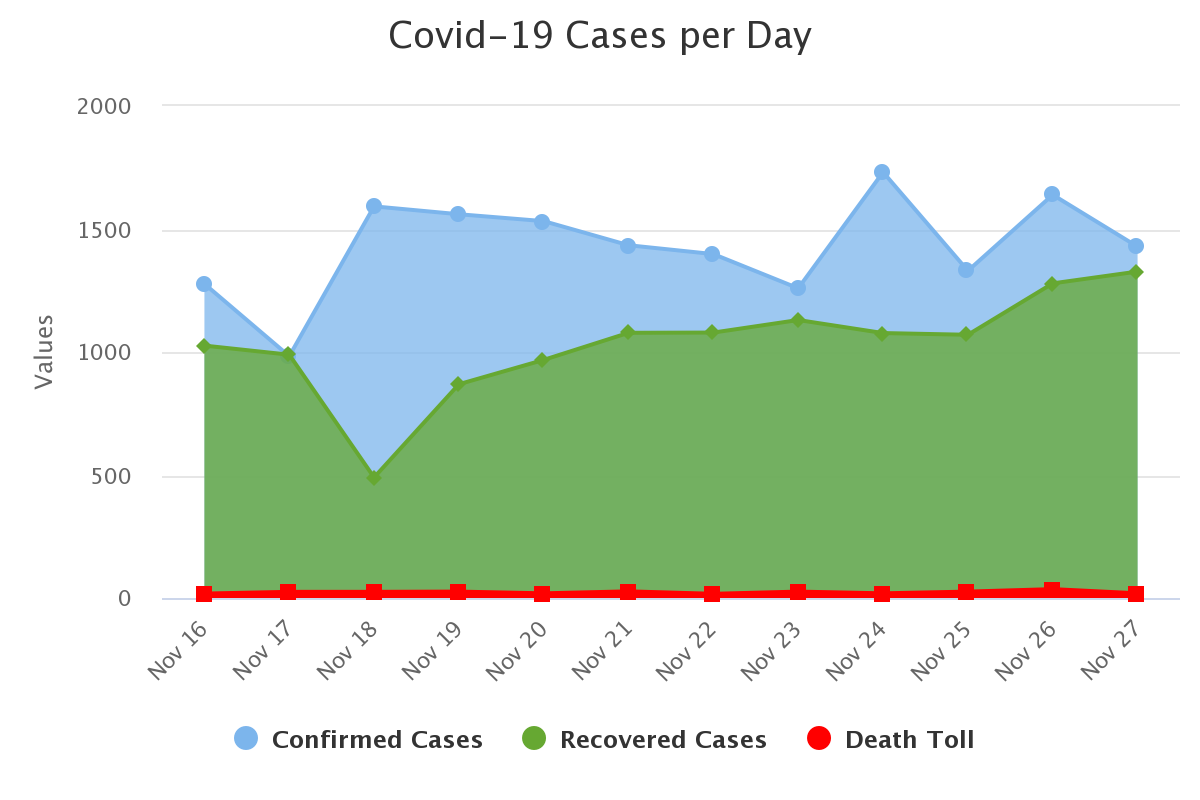 Covid-19 Cases per Day
Values
2000
1500
1000
500
0
Nov 16
Nov 17
Nov 18
Nov 19
Nov 20
Nov 21
Nov 22
Nov 23
Nov 24
Nov 25
Nov 26
Nov 27
Confirmed Cases
Recovered Cases
Death Toll